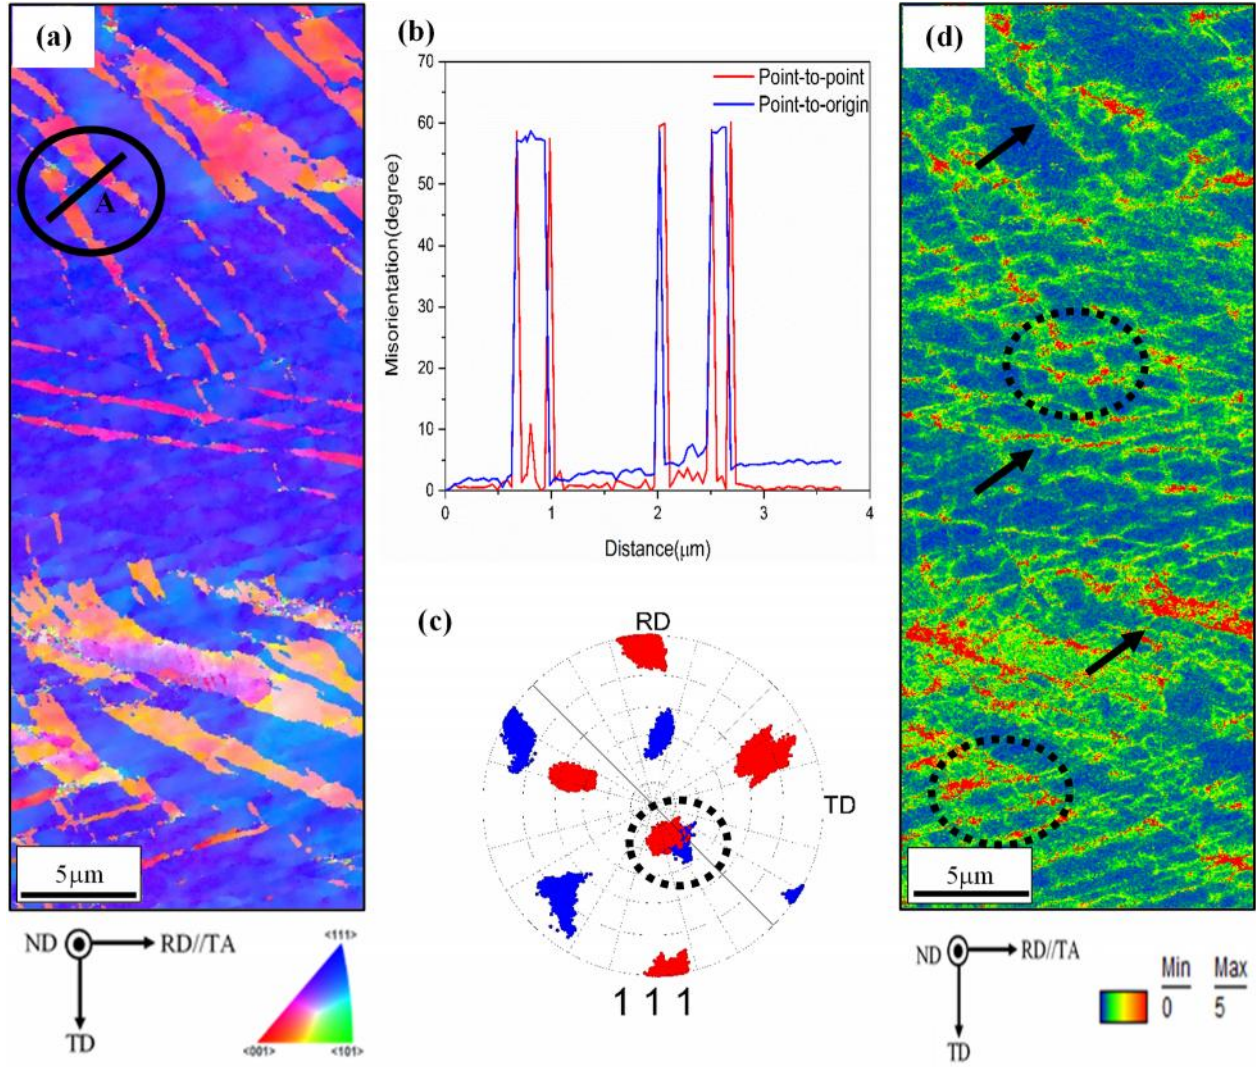 (a)
A
5μm
ND
RD//TA
TD
<111>
<001>
<101>
(b)
70
60
50
40
30
20
10
0
Misorientation(degree)
Point-to-point
Point-to-origin
0 1 2 3 4
Distance(μm)
(c)
RD
TD
1 1 1
(d)
5μm
ND
RD//TA
TD
Min Max
0 5